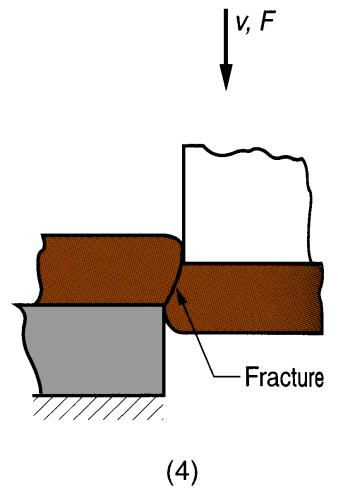 v, F
Fracture
(4)